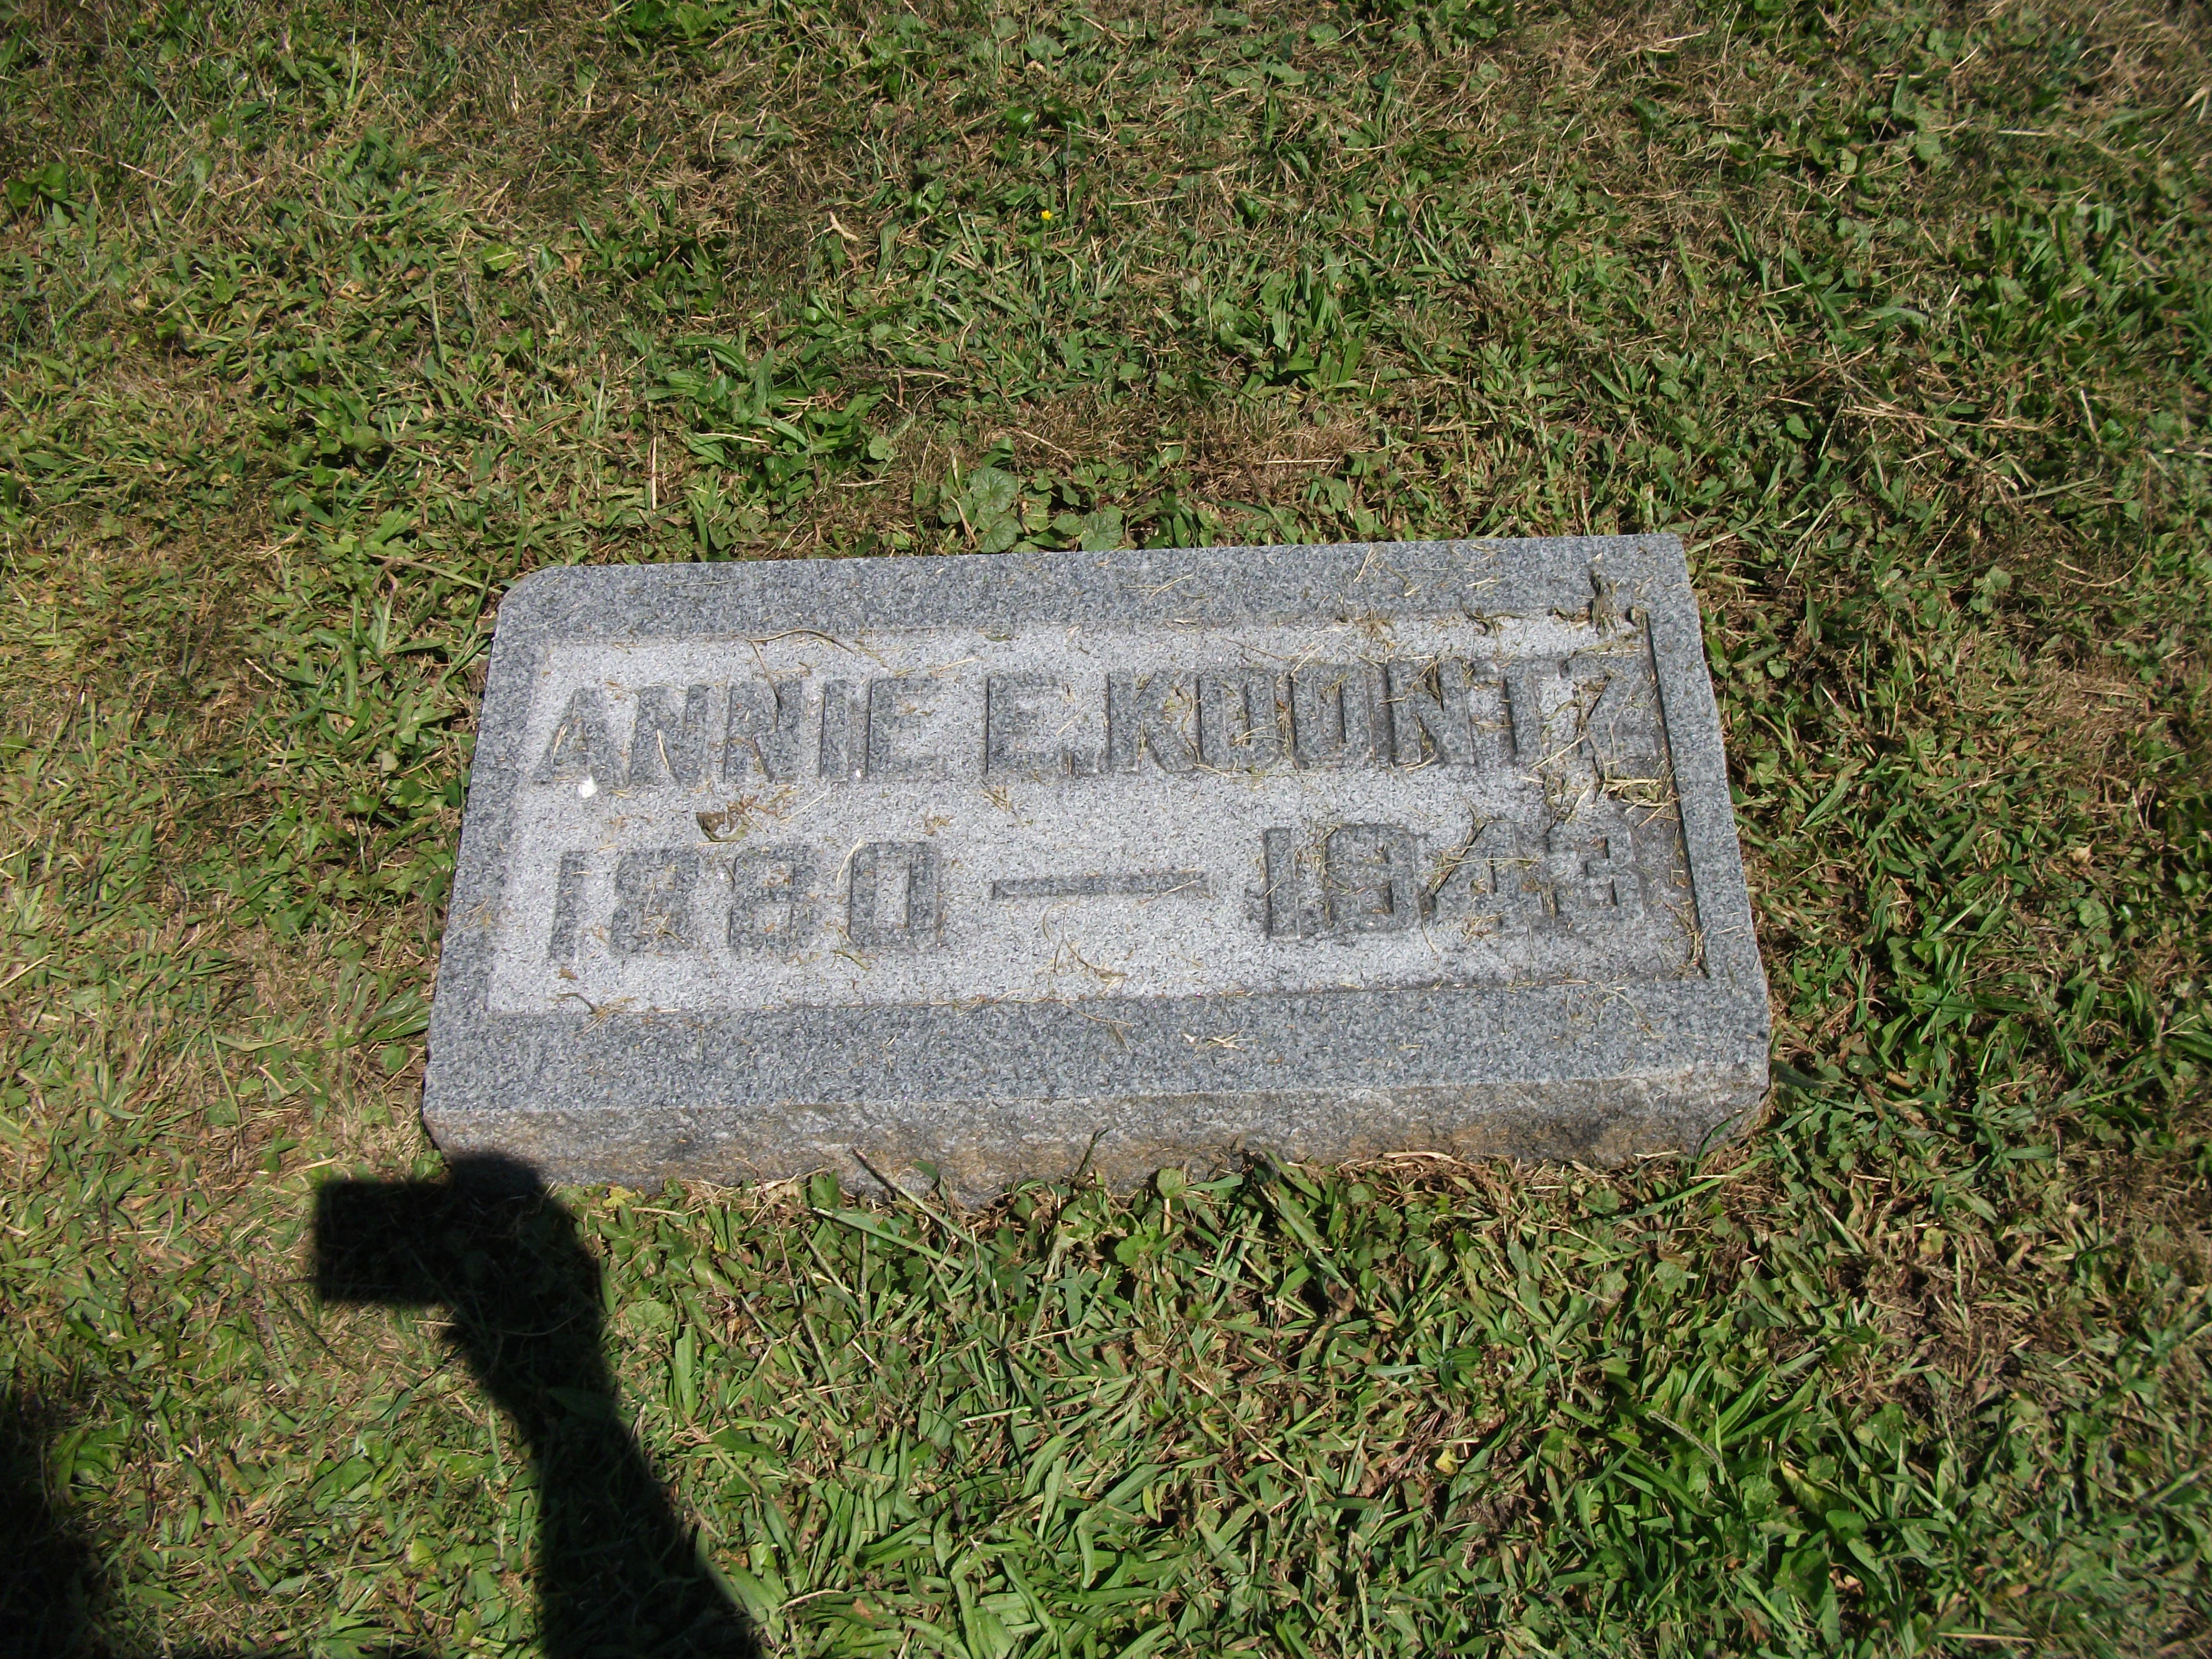 ANNIE E. KOONTZ
1880 — 1943